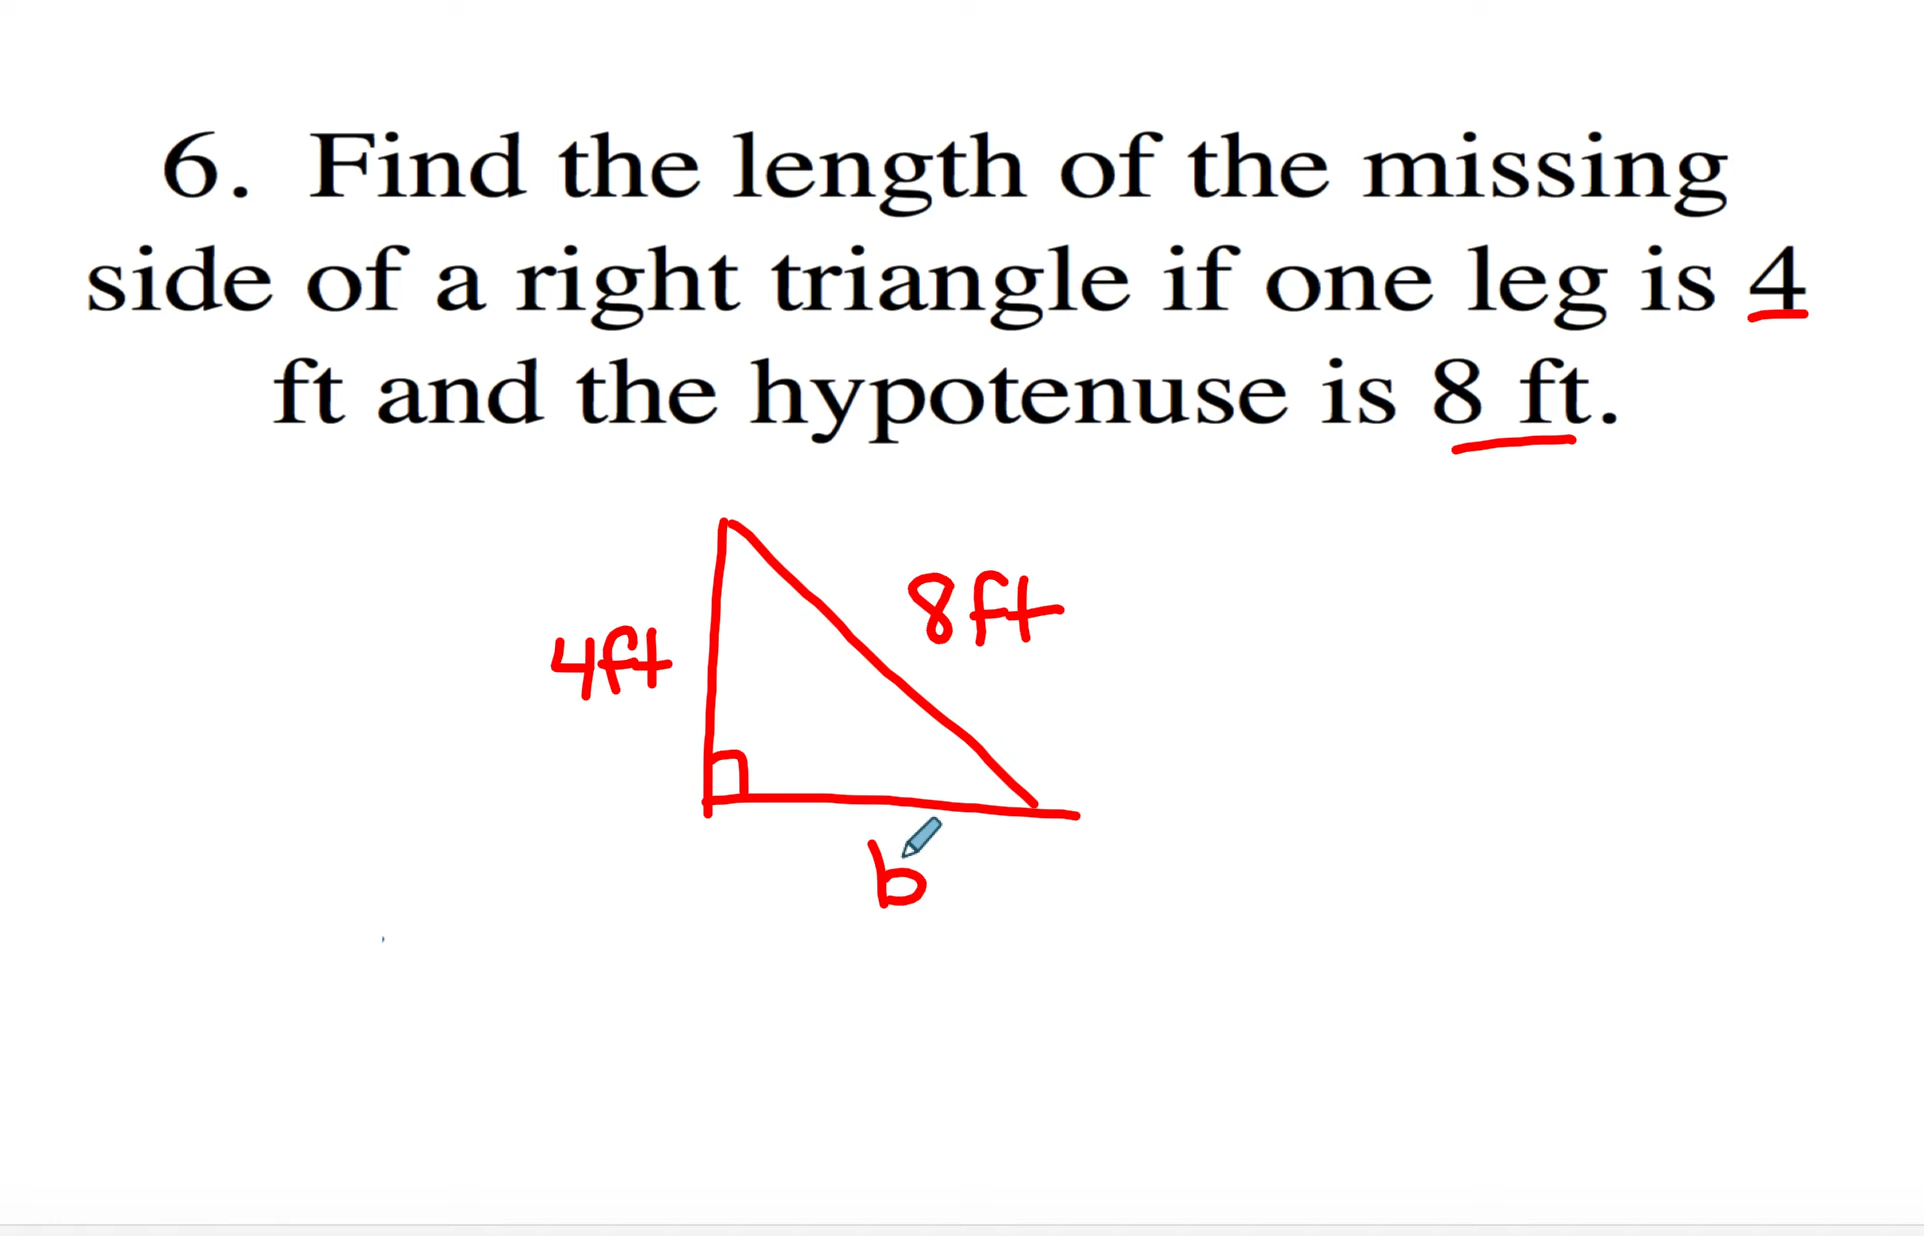 6. Find the length of the missing
side of a right triangle if one leg is 4
ft and the hypotenuse is 8 ft.
8ft
4ft
b